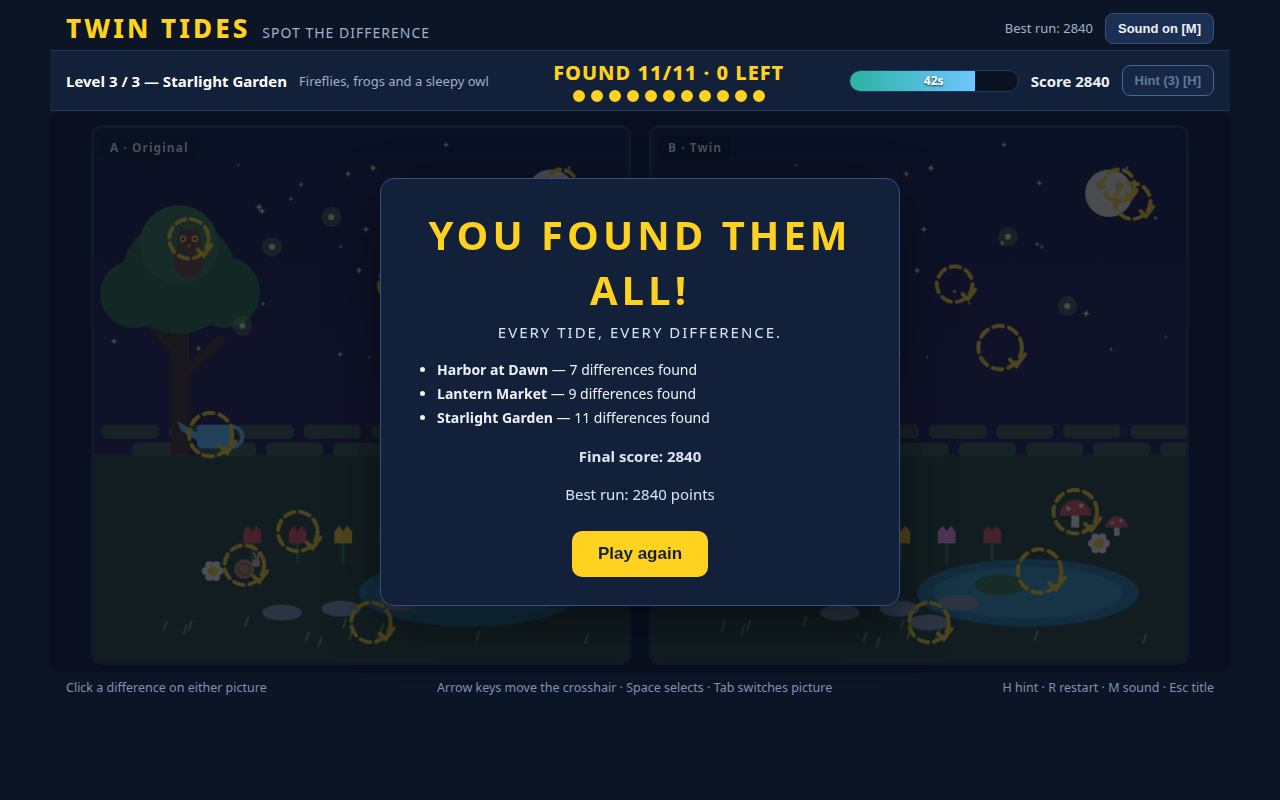 TWIN TIDES SPOT THE DIFFERENCE
Best run: 2840
Sound on [M]
Level 3 / 3 — Starlight Garden
Fireflies, frogs and a sleepy owl
FOUND 11/11 · 0 LEFT
42s
Score 2840
Hint (3) [H]
A · Original
B · Twin
YOU FOUND THEM
ALL!
EVERY TIDE, EVERY DIFFERENCE.
• Harbor at Dawn — 7 differences found
• Lantern Market — 9 differences found
• Starlight Garden — 11 differences found
Final score: 2840
Best run: 2840 points
Play again
Click a difference on either picture
Arrow keys move the crosshair · Space selects · Tab switches picture
H hint · R restart · M sound · Esc title